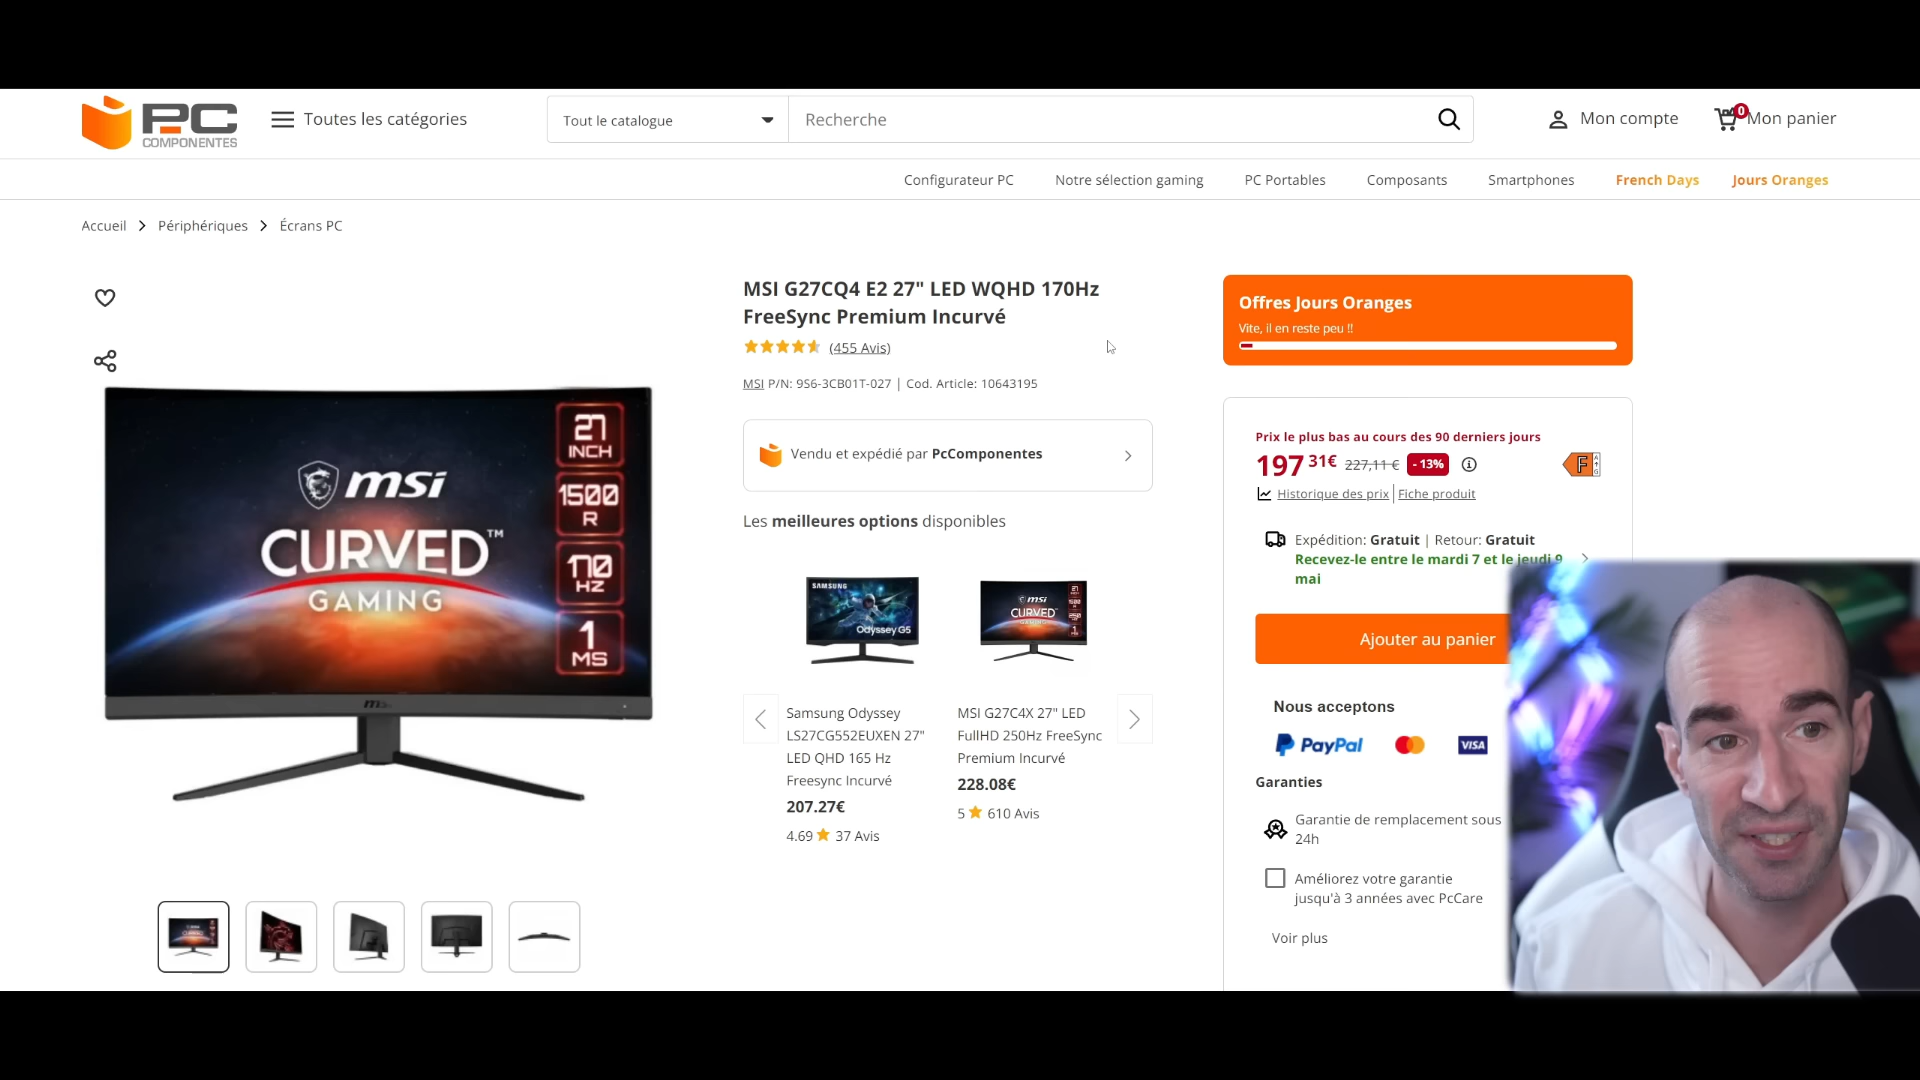 PC COMPONENTES
Toutes les catégories
Tout le catalogue
Recherche
Mon compte
0
Mon panier
Configurateur PC
Notre sélection gaming
PC Portables
Composants
Smartphones
French Days
Jours Oranges
Accueil
Périphériques
Écrans PC
msi
CURVED™
GAMING
27 INCH
1500 R
170 HZ
1 MS
msi
MSI G27CQ4 E2 27" LED WQHD 170Hz
FreeSync Premium Incurvé
(455 Avis)
MSI P/N: 9S6-3CB01T-027 | Cod. Article: 10643195
Vendu et expédié par PcComponentes
Les meilleures options disponibles
SAMSUNG
Odyssey G5
msi
CURVED
GAMING
Samsung Odyssey
LS27CG552EUXEN 27"
LED QHD 165 Hz
Freesync Incurvé
207.27€
4.69 37 Avis
MSI G27C4X 27" LED
FullHD 250Hz FreeSync
Premium Incurvé
228.08€
5 610 Avis
Offres Jours Oranges
Vite, il en reste peu !!
Prix le plus bas au cours des 90 derniers jours
197 31€ 227,11 € - 13%
F
Historique des prix | Fiche produit
Expédition: Gratuit | Retour: Gratuit
Recevez-le entre le mardi 7 et le jeudi 9
mai
Ajouter au panier
Nous acceptons
PayPal
VISA
Garanties
Garantie de remplacement sous
24h
Améliorez votre garantie
jusqu'à 3 années avec PcCare
Voir plus